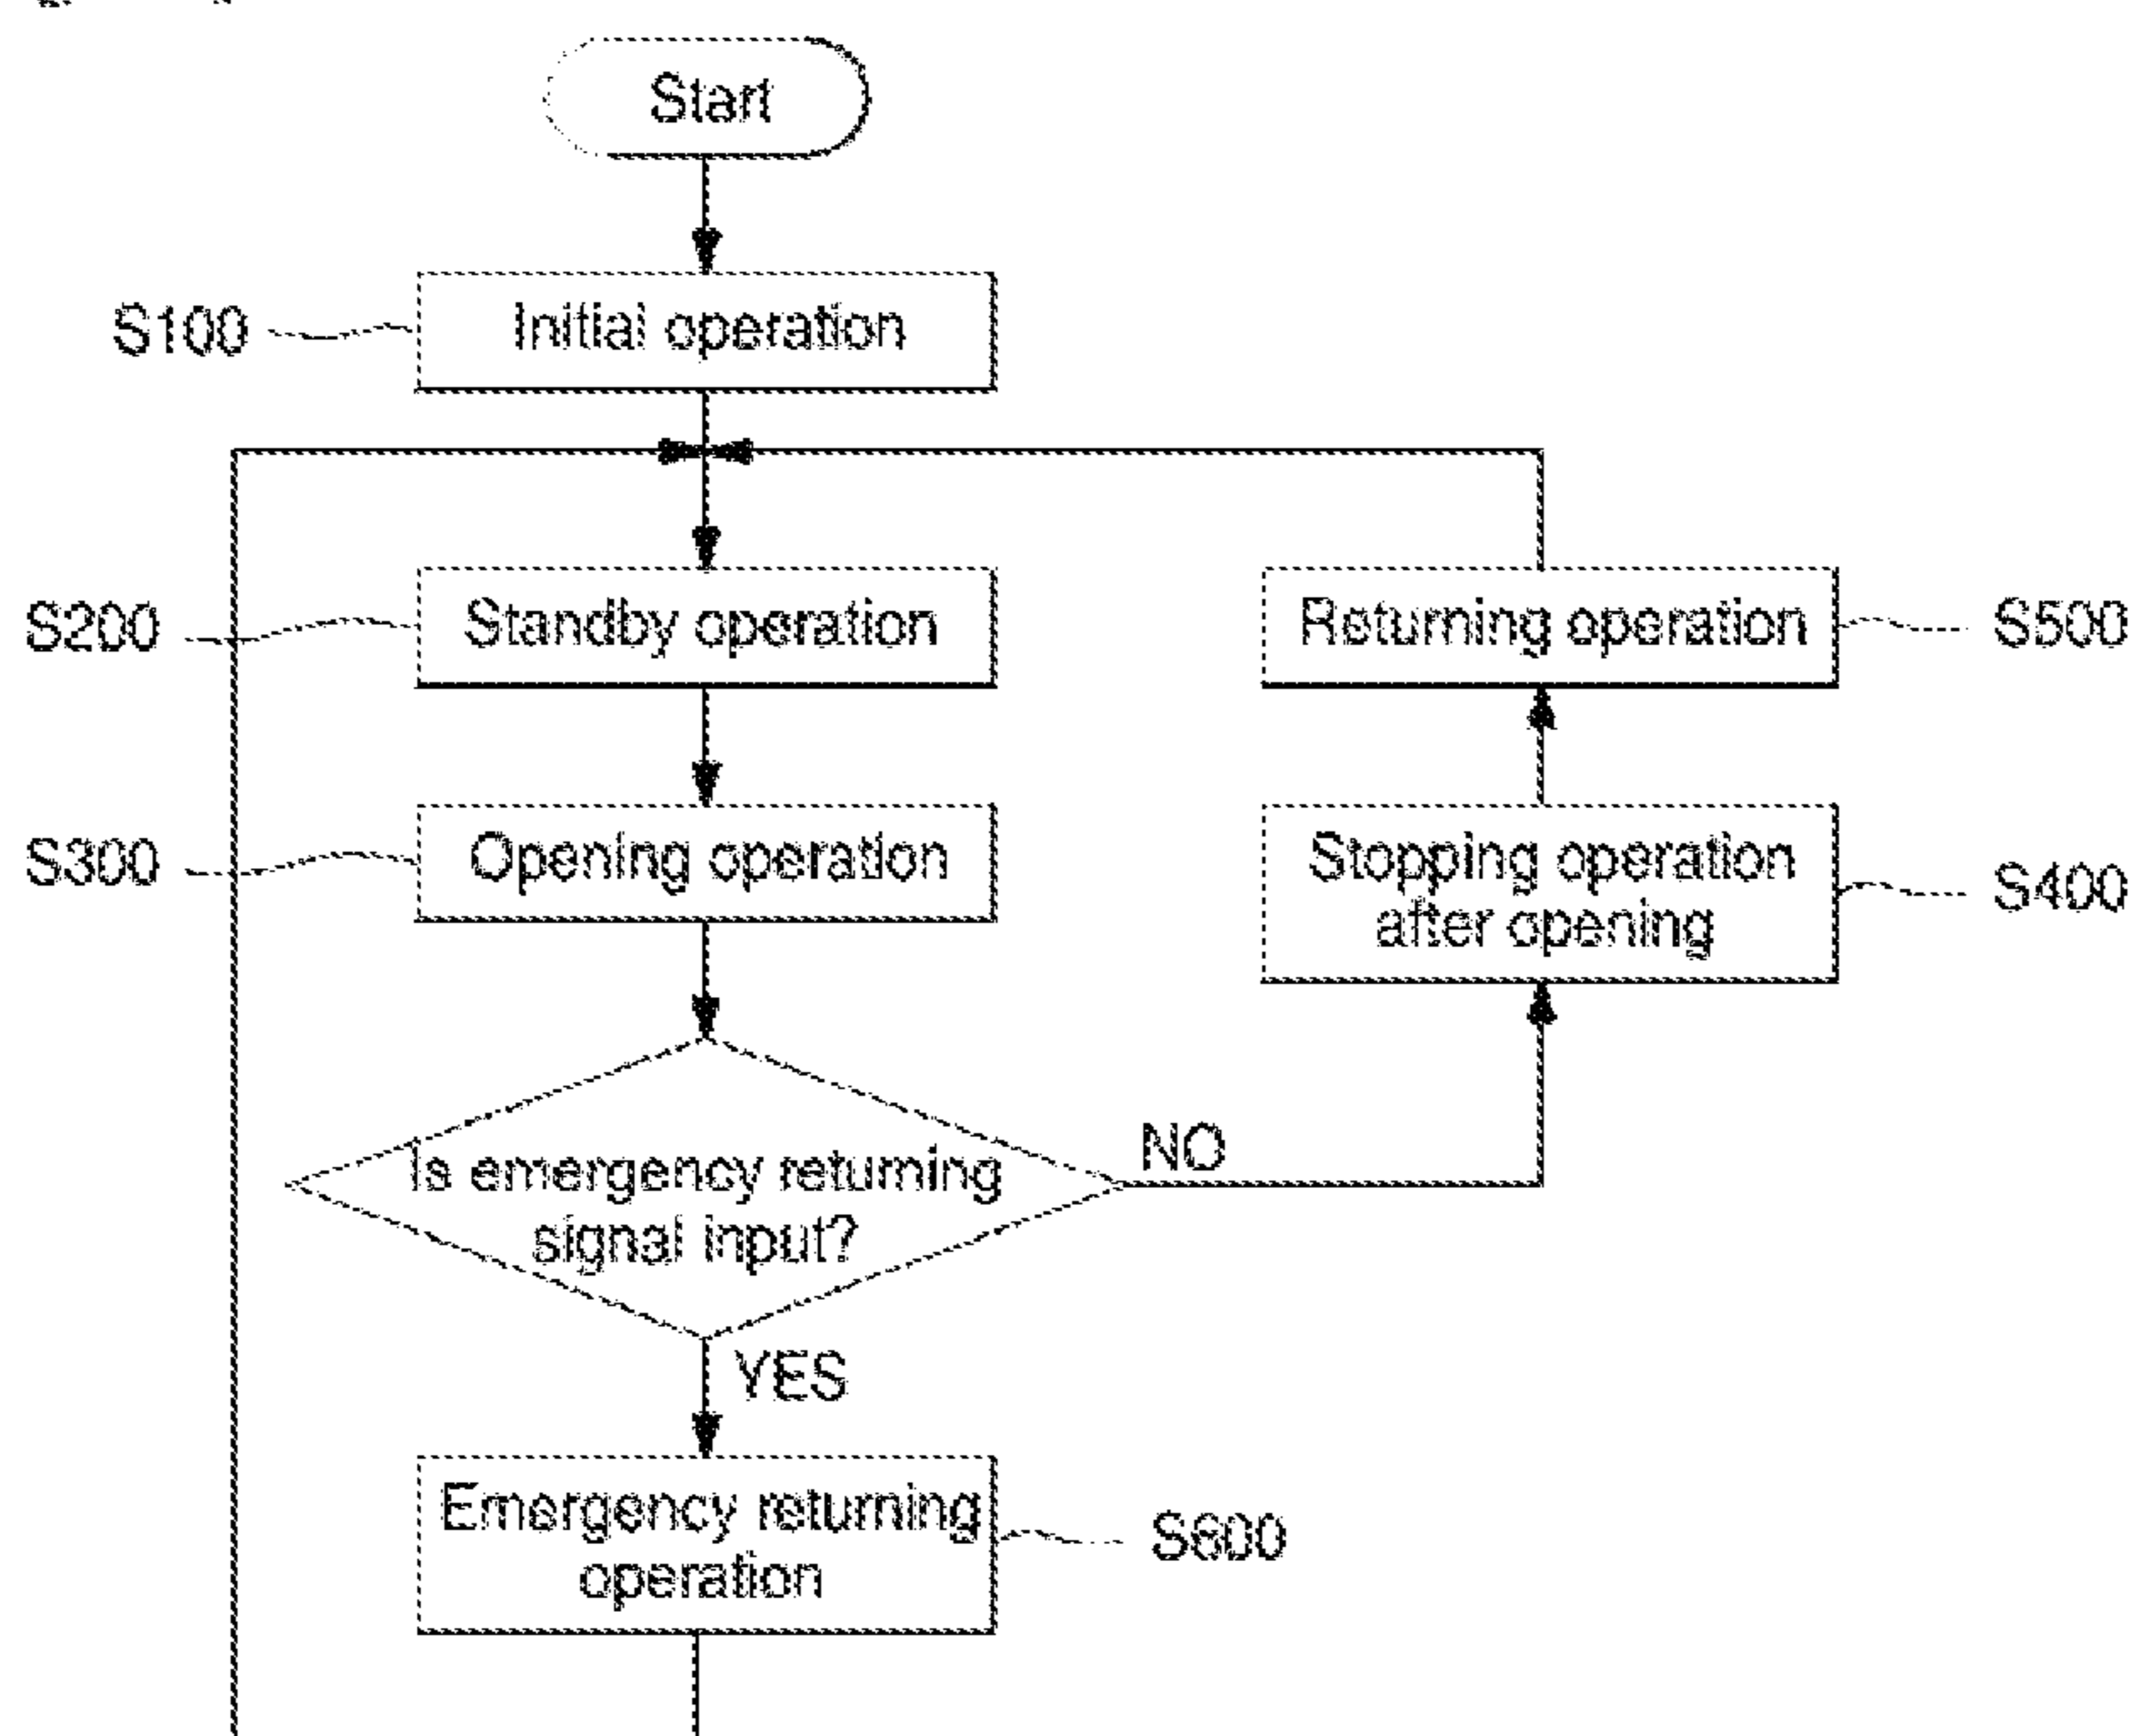 Start
S100
Initial operation
S200
Standby operation
Returning operation
S500
S300
Opening operation
Stopping operation
after opening
S400
Is emergency returning
signal input?
NO
YES
Emergency returning
operation
S600